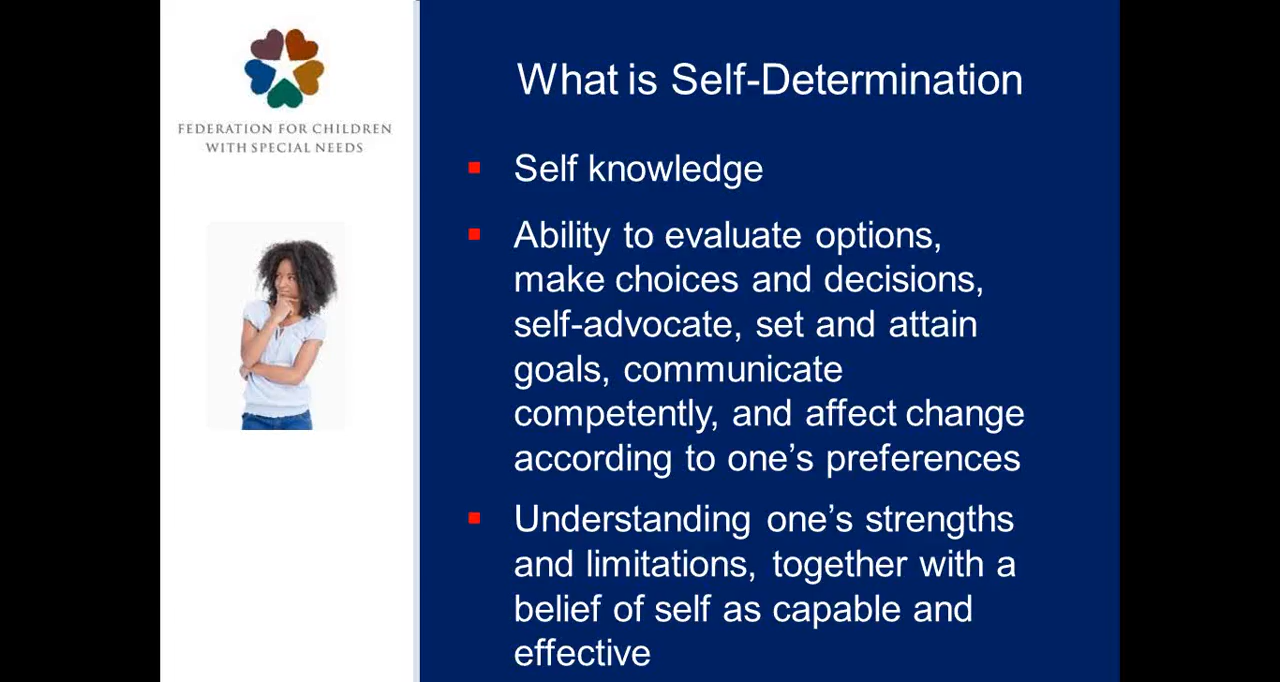 FEDERATION FOR CHILDREN
WITH SPECIAL NEEDS
What is Self-Determination
Self knowledge
Ability to evaluate options,
make choices and decisions,
self-advocate, set and attain
goals, communicate
competently, and affect change
according to one’s preferences
Understanding one’s strengths
and limitations, together with a
belief of self as capable and
effective